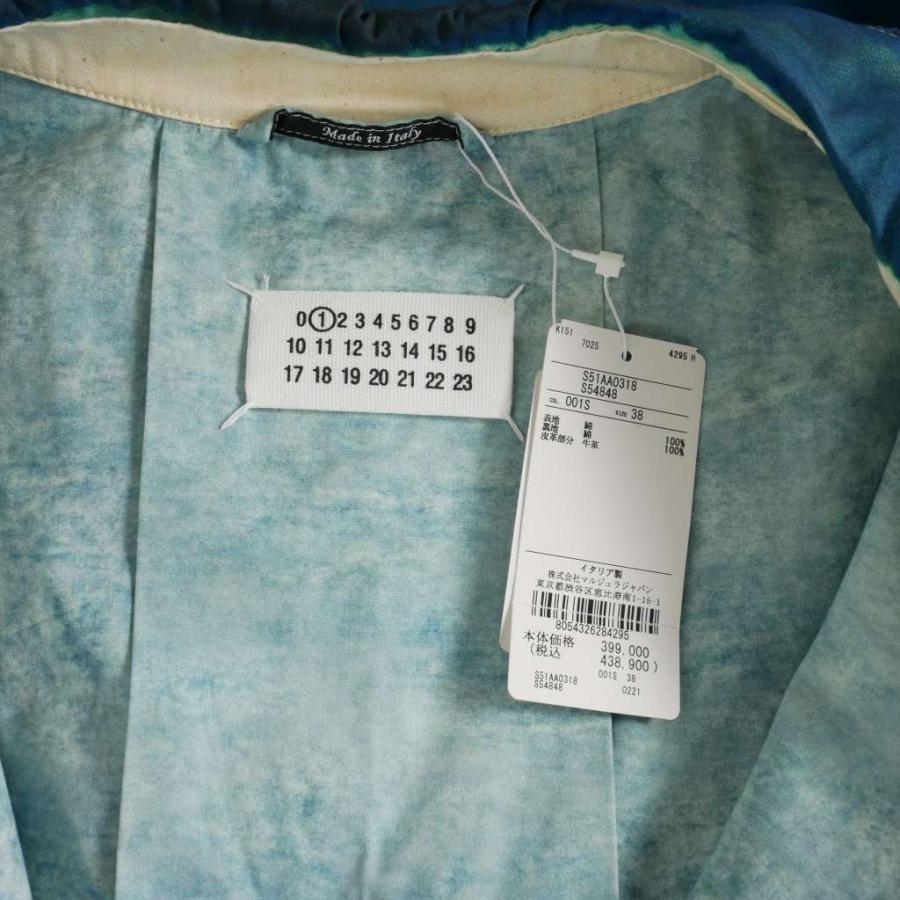 Made in Italy
0 1 2 3 4 5 6 7 8 9
10 11 12 13 14 15 16
17 18 19 20 21 22 23
K151 7025 4295 H
S51AA0318
S54848
COL 001S SIZE 38
表地 綿 100%
裏地 綿 100%
皮革部分 牛革
イタリア製
株式会社マルジェラジャパン
東京都渋谷区恵比寿南1-16-1
8054326284295
本体価格 399.000
(税込 438.900)
S51AA0318 001S 38
S54848 0221